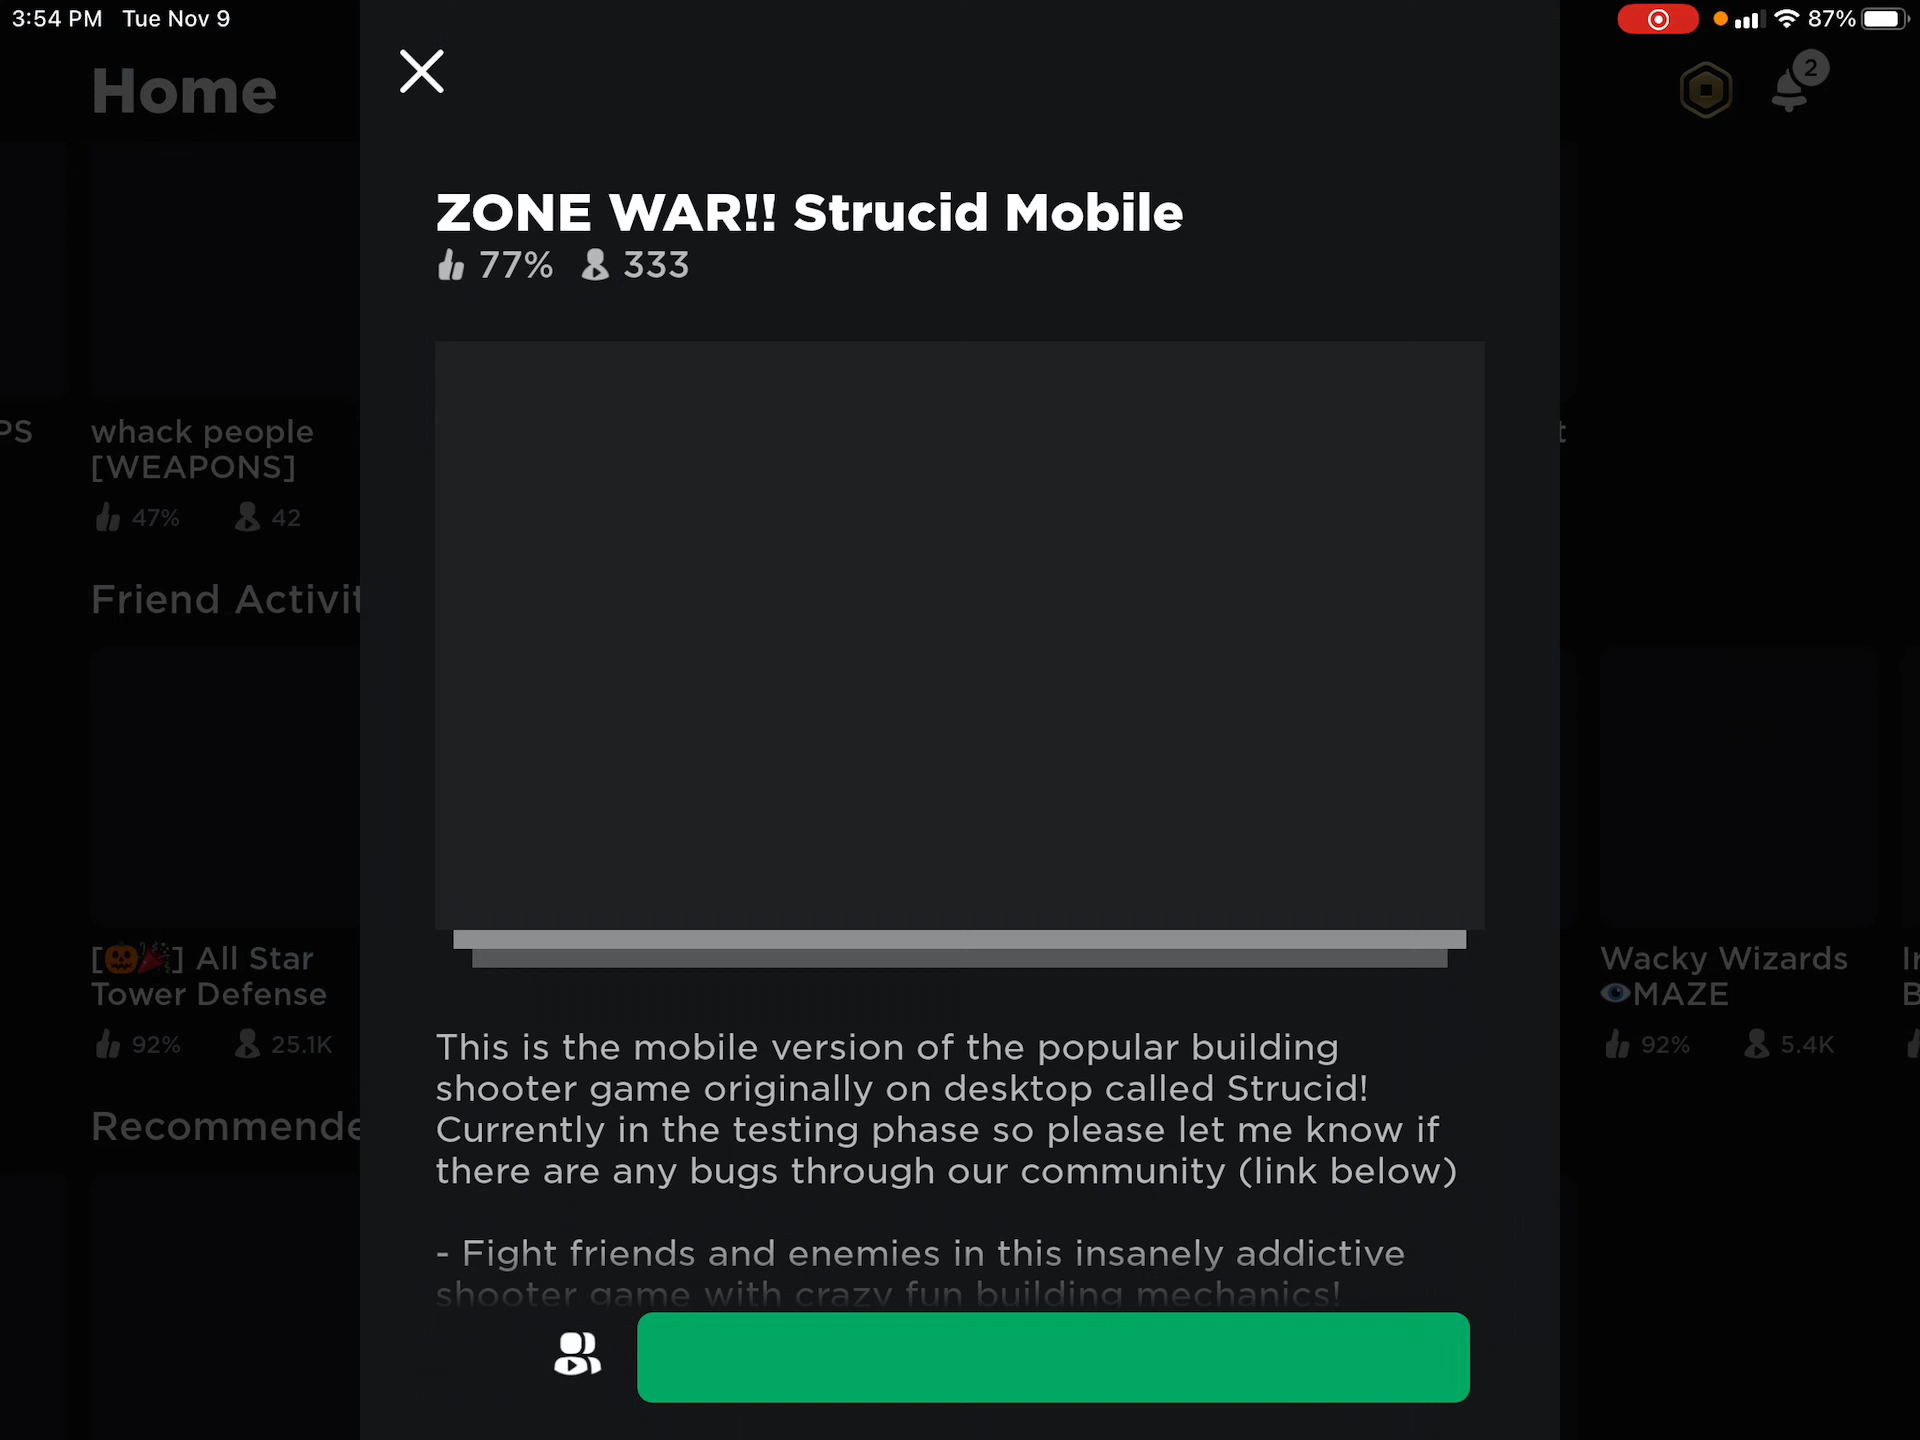 3:54 PM Tue Nov 9
87%
Home
2
ZONE WAR!! Strucid Mobile
77% 333
PS
whack people
[WEAPONS]
47% 42
t
Friend Activit
[🎃🎉] All Star
Tower Defense
92% 25.1K
Wacky Wizards
👁️MAZE
92% 5.4K
Recommende
This is the mobile version of the popular building
shooter game originally on desktop called Strucid!
Currently in the testing phase so please let me know if
there are any bugs through our community (link below)
- Fight friends and enemies in this insanely addictive
shooter game with crazy fun building mechanics!